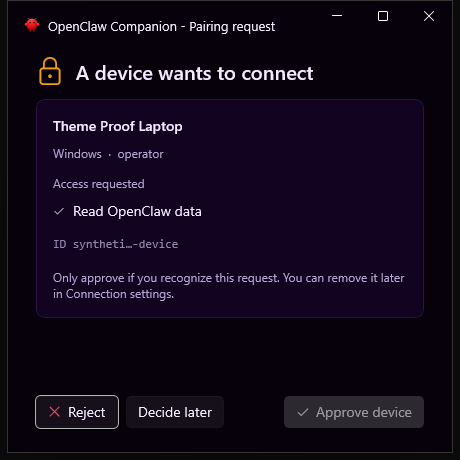 OpenClaw Companion - Pairing request
A device wants to connect
Theme Proof Laptop
Windows · operator
Access requested
Read OpenClaw data
ID syntheti…-device
Only approve if you recognize this request. You can remove it later
in Connection settings.
Reject
Decide later
Approve device